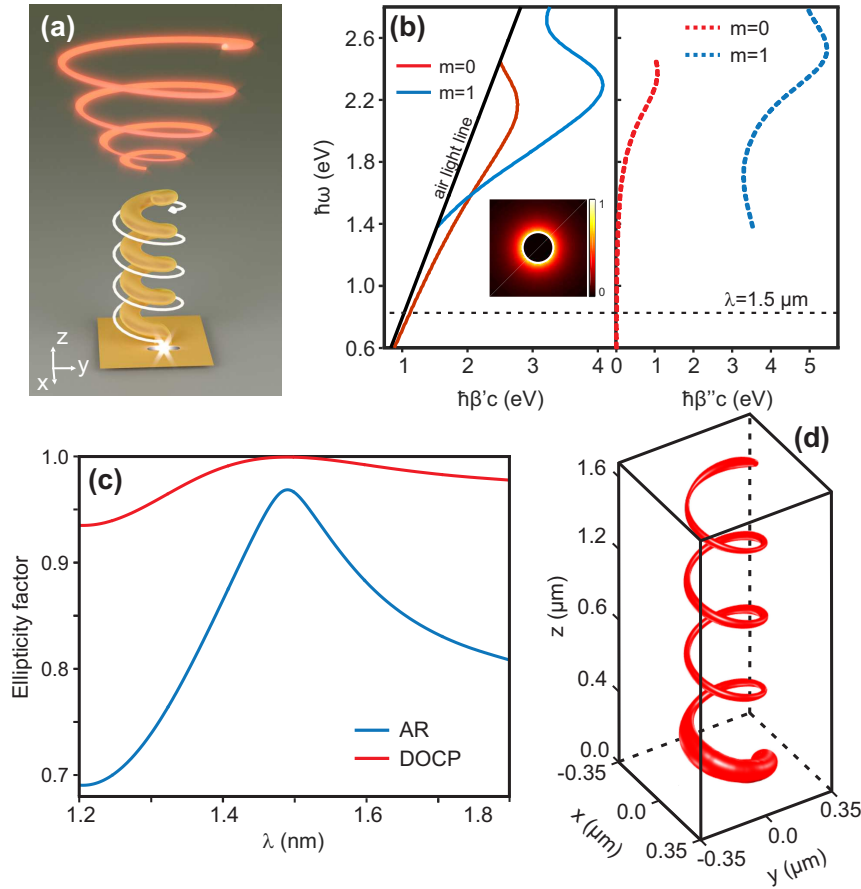 (a)
z
y
x
(b)
ħω (eV)
2.6
2.2
1.8
1.4
1.0
0.6
m=0
m=1
air light line
1
0
m=0
m=1
λ=1.5 μm
1 2 3 4 0 1 2 3 4 5
ħβ'c (eV) ħβ''c (eV)
(c)
Ellipticity factor
1.0
0.9
0.8
0.7
AR
DOCP
1.2 1.4 1.6 1.8
λ (nm)
(d)
z (μm)
1.6
1.2
0.6
0.4
0.0
-0.35
0.0
0.35
x (μm)
-0.35
0.0
0.35
y (μm)